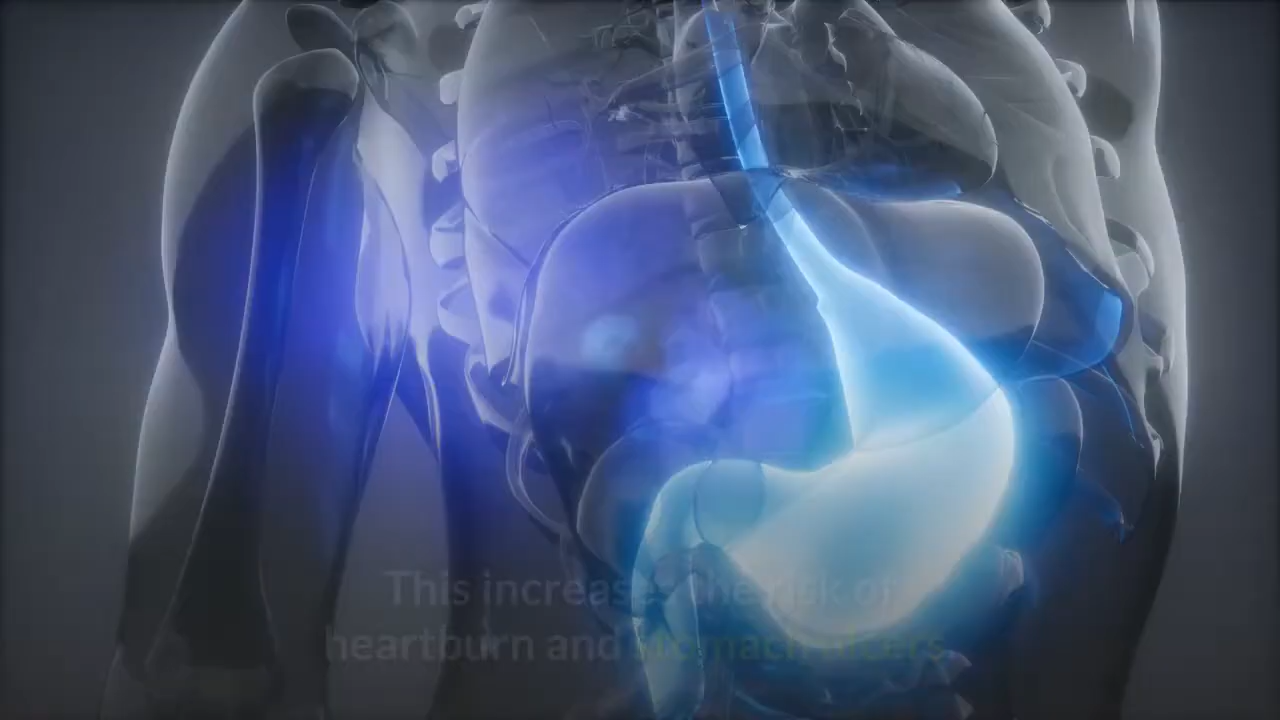 This increases the risk of
heartburn and stomach ulcers